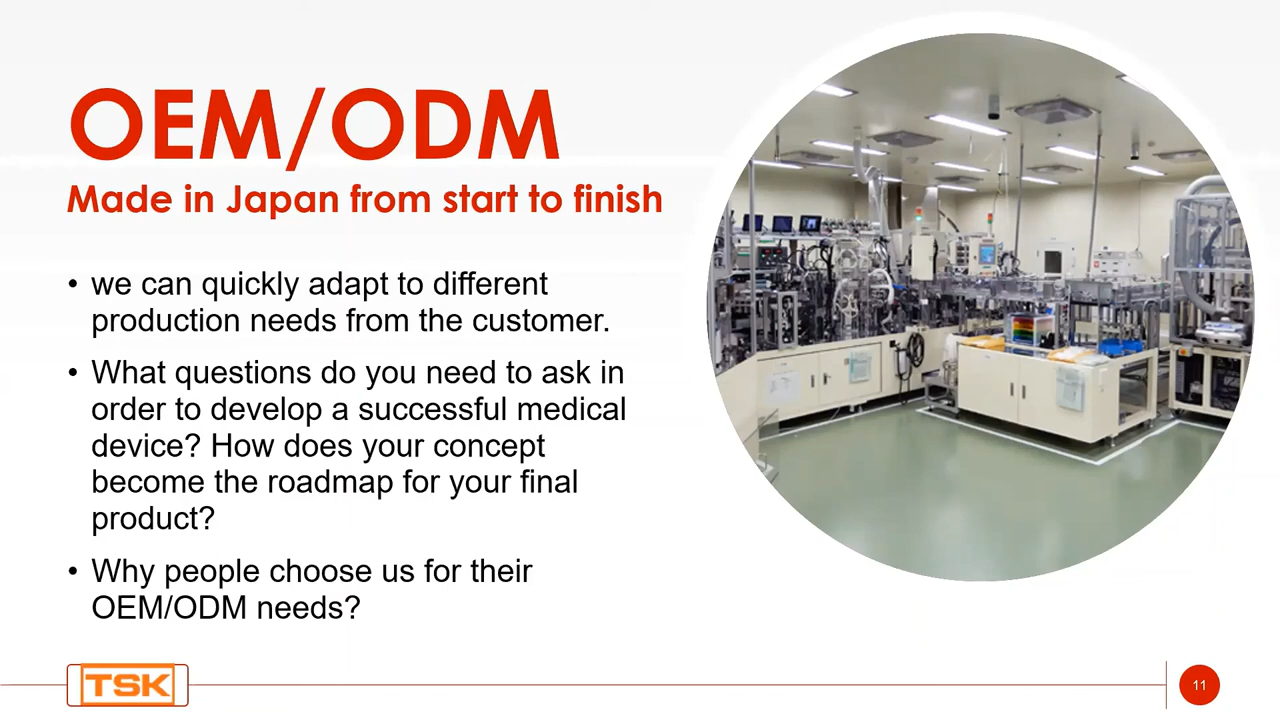 OEM/ODM
Made in Japan from start to finish
• we can quickly adapt to different
production needs from the customer.
• What questions do you need to ask in
order to develop a successful medical
device? How does your concept
become the roadmap for your final
product?
• Why people choose us for their
OEM/ODM needs?
TSK
11